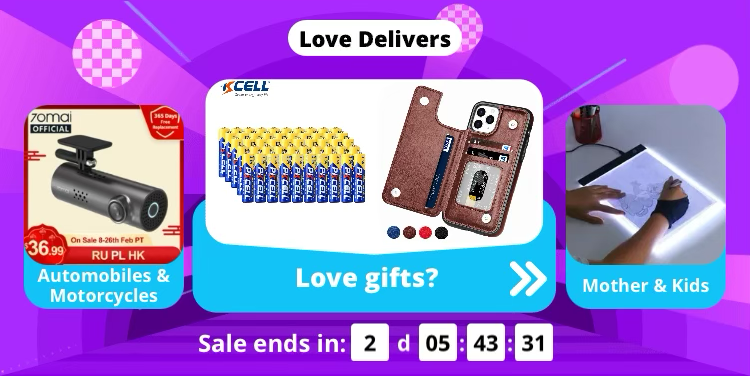 Love Delivers
70mai
OFFICIAL
365 Days
Free
Replacement
$36.99
On Sale 8-26th Feb PT
RU PL HK
Automobiles &
Motorcycles
KCELL
PKCELL
Love gifts?
Mother & Kids
Sale ends in: 2 d 05:43:31